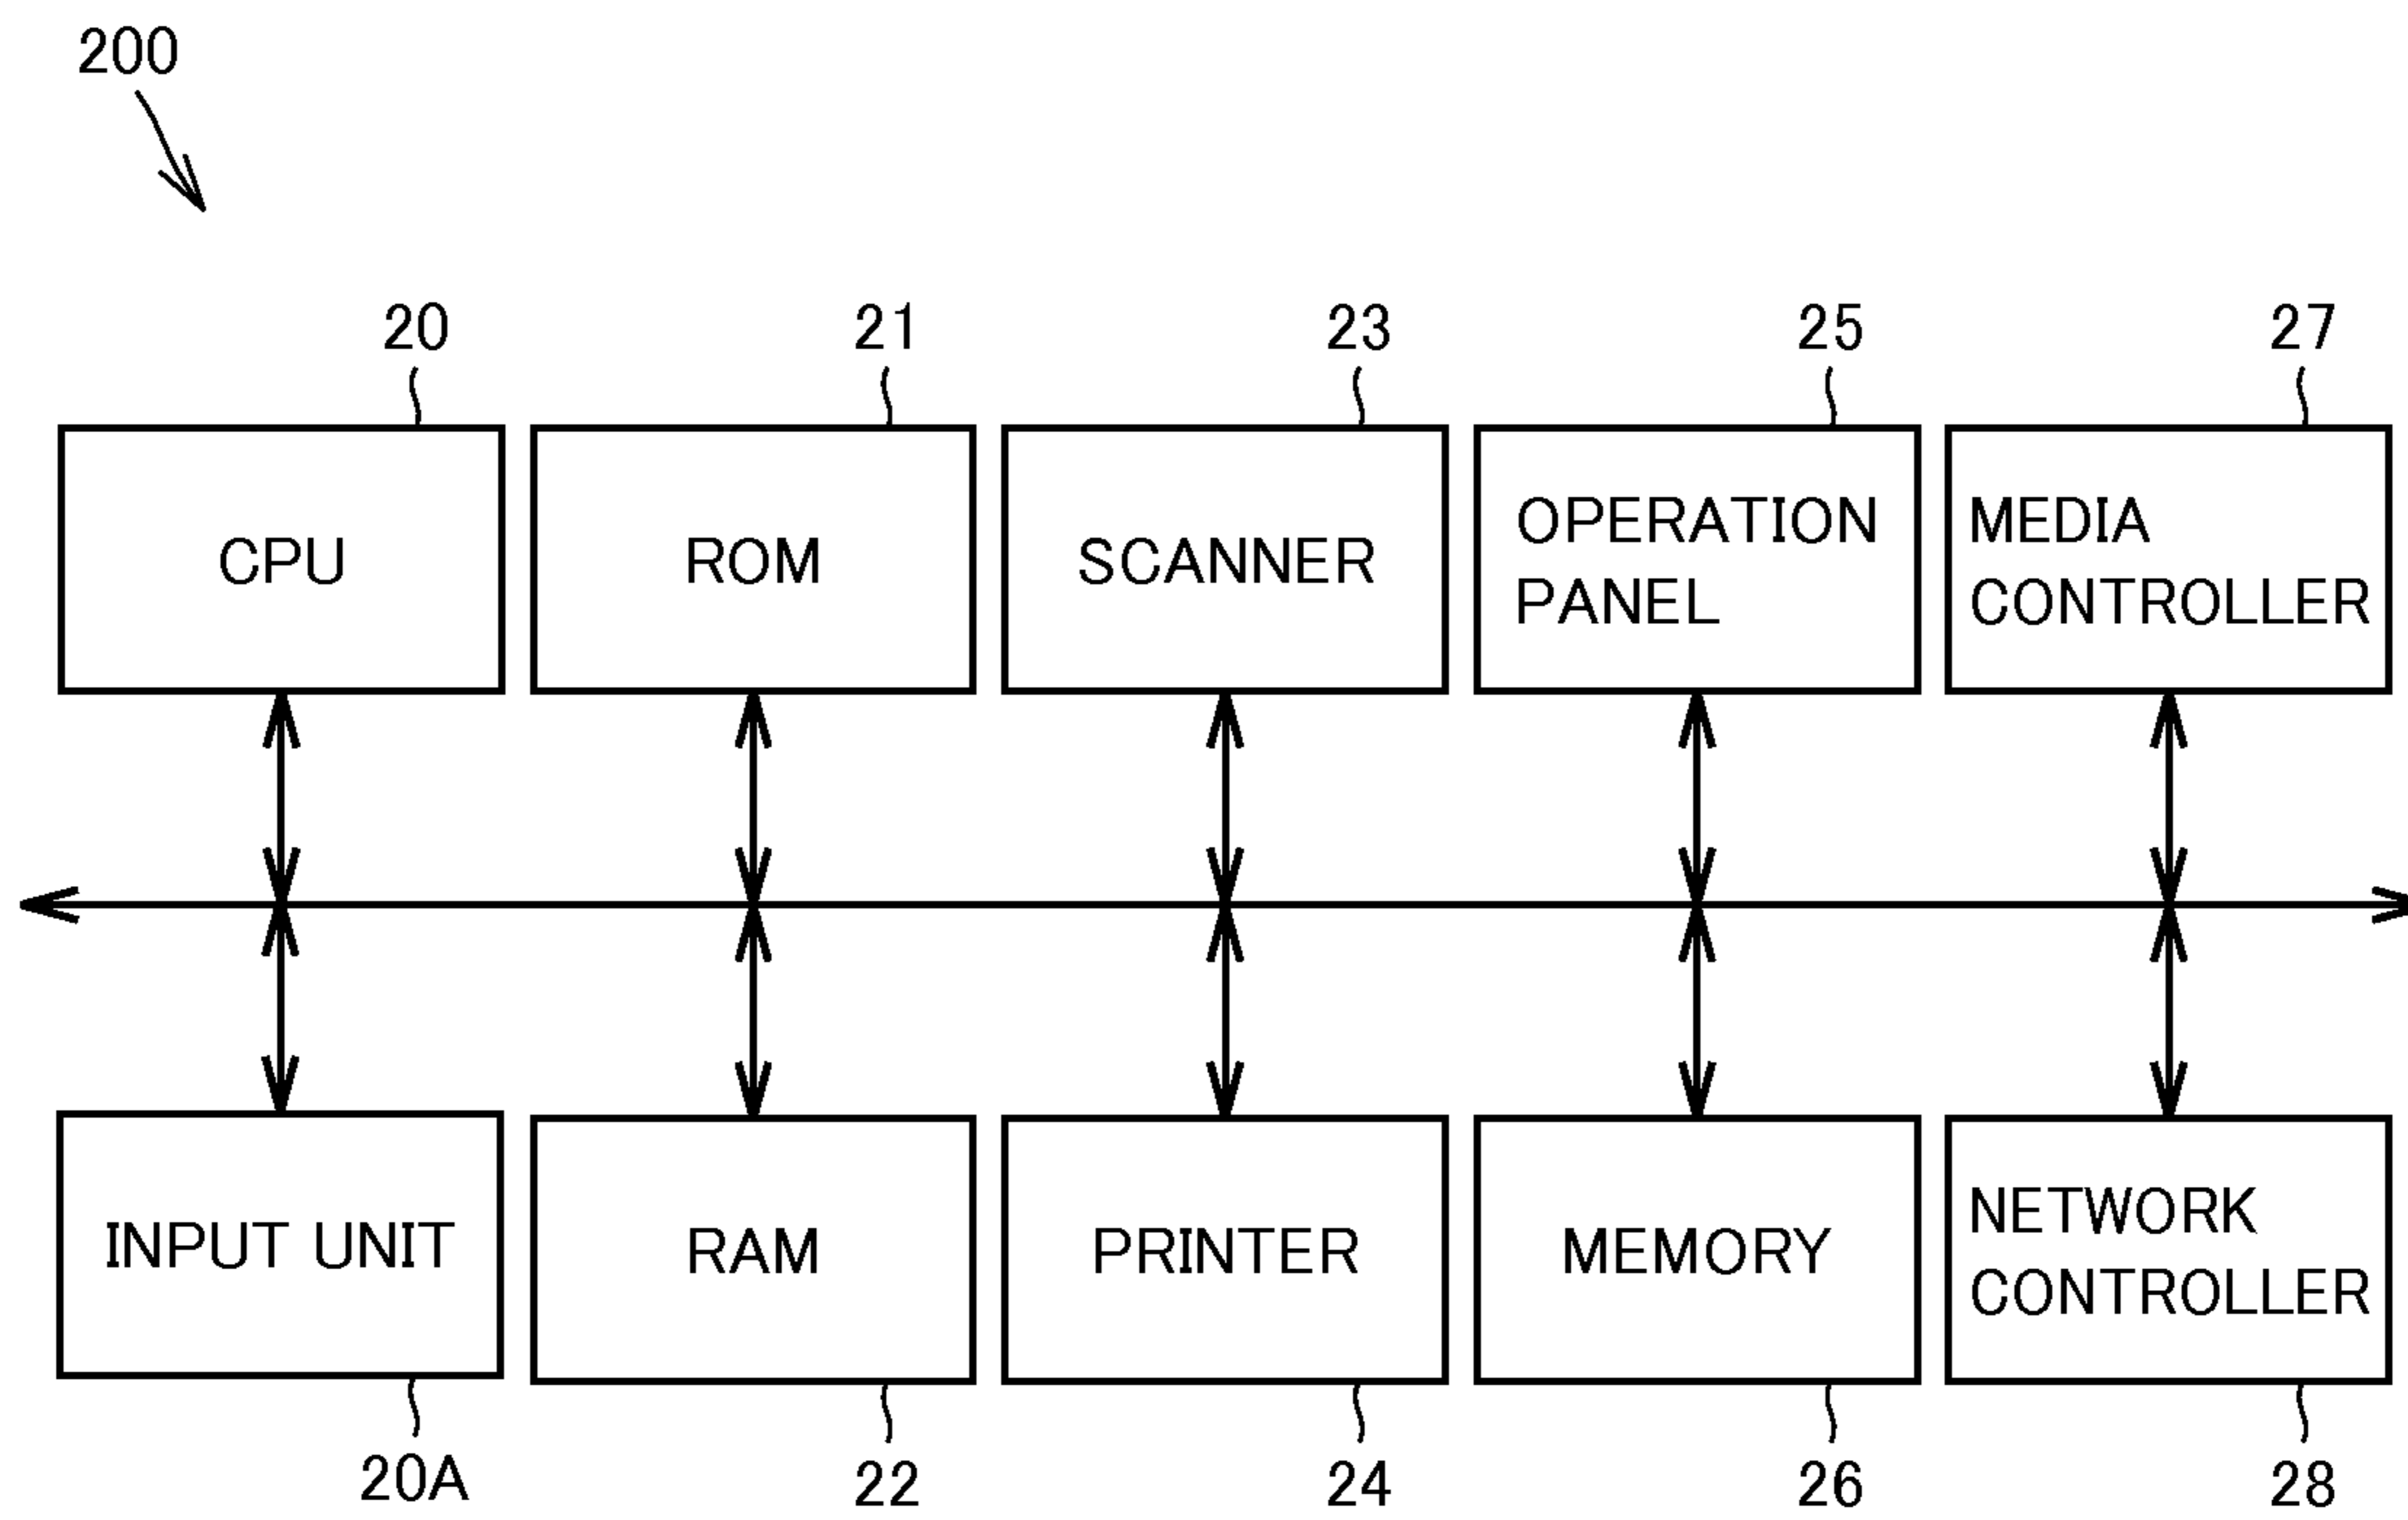 200
20
21
23
25
27
CPU
ROM
SCANNER
OPERATION
PANEL
MEDIA
CONTROLLER
INPUT UNIT
RAM
PRINTER
MEMORY
NETWORK
CONTROLLER
20A
22
24
26
28